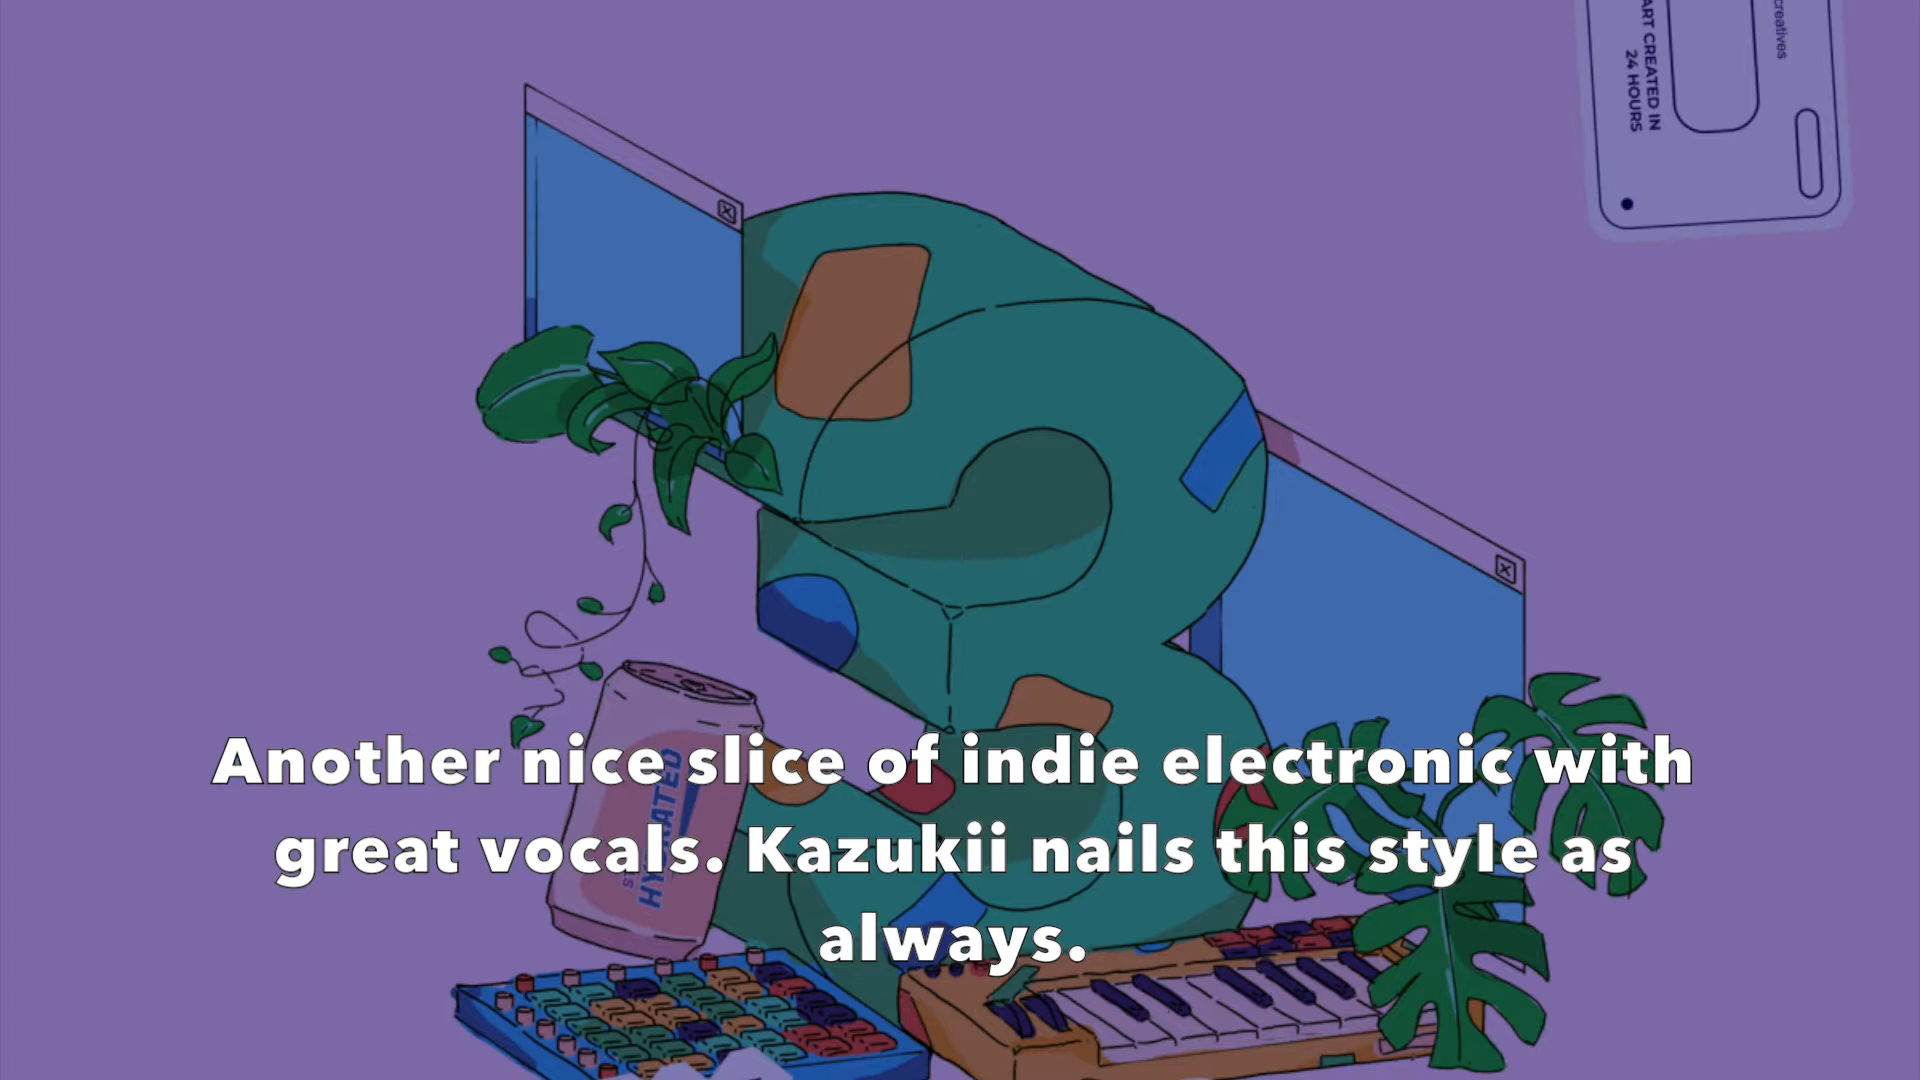 creatives
ART CREATED IN
24 HOURS
Another nice slice of indie electronic with
great vocals. Kazukii nails this style as
always.